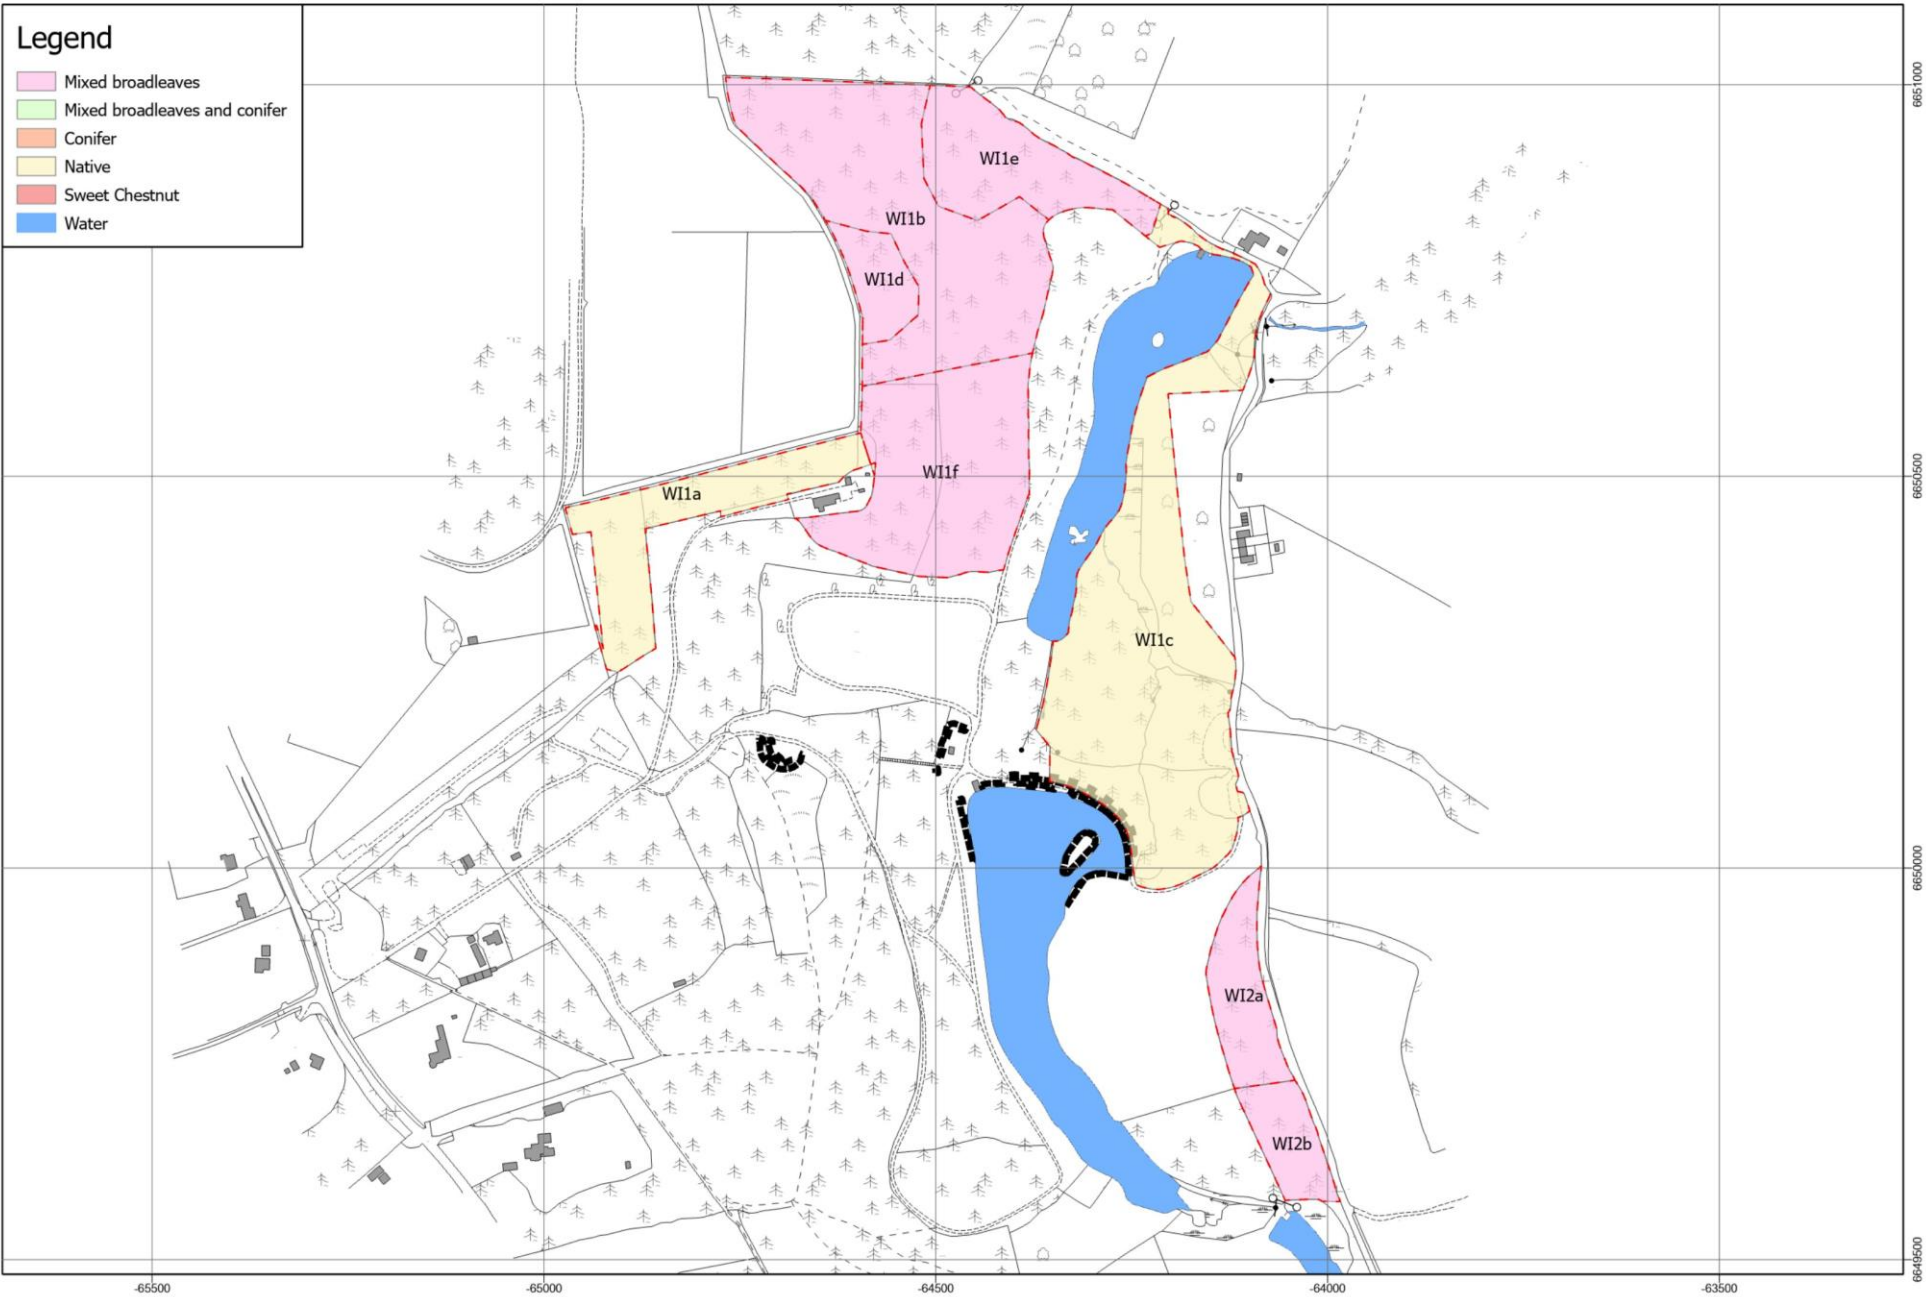 Legend
Mixed broadleaves
Mixed broadleaves and conifer
Conifer
Native
Sweet Chestnut
Water
6651000
WI1e
WI1b
WI1d
WI1f
6650500
WI1a
WI1c
6650000
WI2a
WI2b
6649500
-65500
-65000
-64500
-64000
-63500